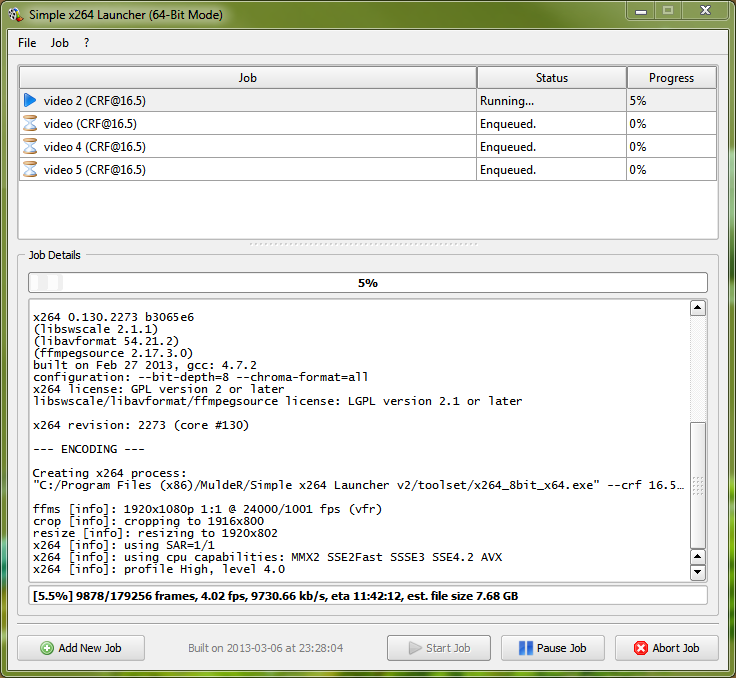 Simple x264 Launcher (64-Bit Mode)
File Job ?
Job Status Progress
video 2 (CRF@16.5) Running... 5%
video (CRF@16.5) Enqueued. 0%
video 4 (CRF@16.5) Enqueued. 0%
video 5 (CRF@16.5) Enqueued. 0%
Job Details
5%
x264 0.130.2273 b3065e6
(libswscale 2.1.1)
(libavformat 54.21.2)
(ffmpegsource 2.17.3.0)
built on Feb 27 2013, gcc: 4.7.2
configuration: --bit-depth=8 --chroma-format=all
x264 license: GPL version 2 or later
libswscale/libavformat/ffmpegsource license: LGPL version 2.1 or later
x264 revision: 2273 (core #130)
--- ENCODING ---
Creating x264 process:
"C:/Program Files (x86)/MuldeR/Simple x264 Launcher v2/toolset/x264_8bit_x64.exe" --crf 16.5...
ffms [info]: 1920x1080p 1:1 @ 24000/1001 fps (vfr)
crop [info]: cropping to 1916x800
resize [info]: resizing to 1920x802
x264 [info]: using SAR=1/1
x264 [info]: using cpu capabilities: MMX2 SSE2Fast SSSE3 SSE4.2 AVX
x264 [info]: profile High, level 4.0
[5.5%] 9878/179256 frames, 4.02 fps, 9730.66 kb/s, eta 11:42:12, est. file size 7.68 GB
Add New Job Built on 2013-03-06 at 23:28:04 Start Job Pause Job Abort Job